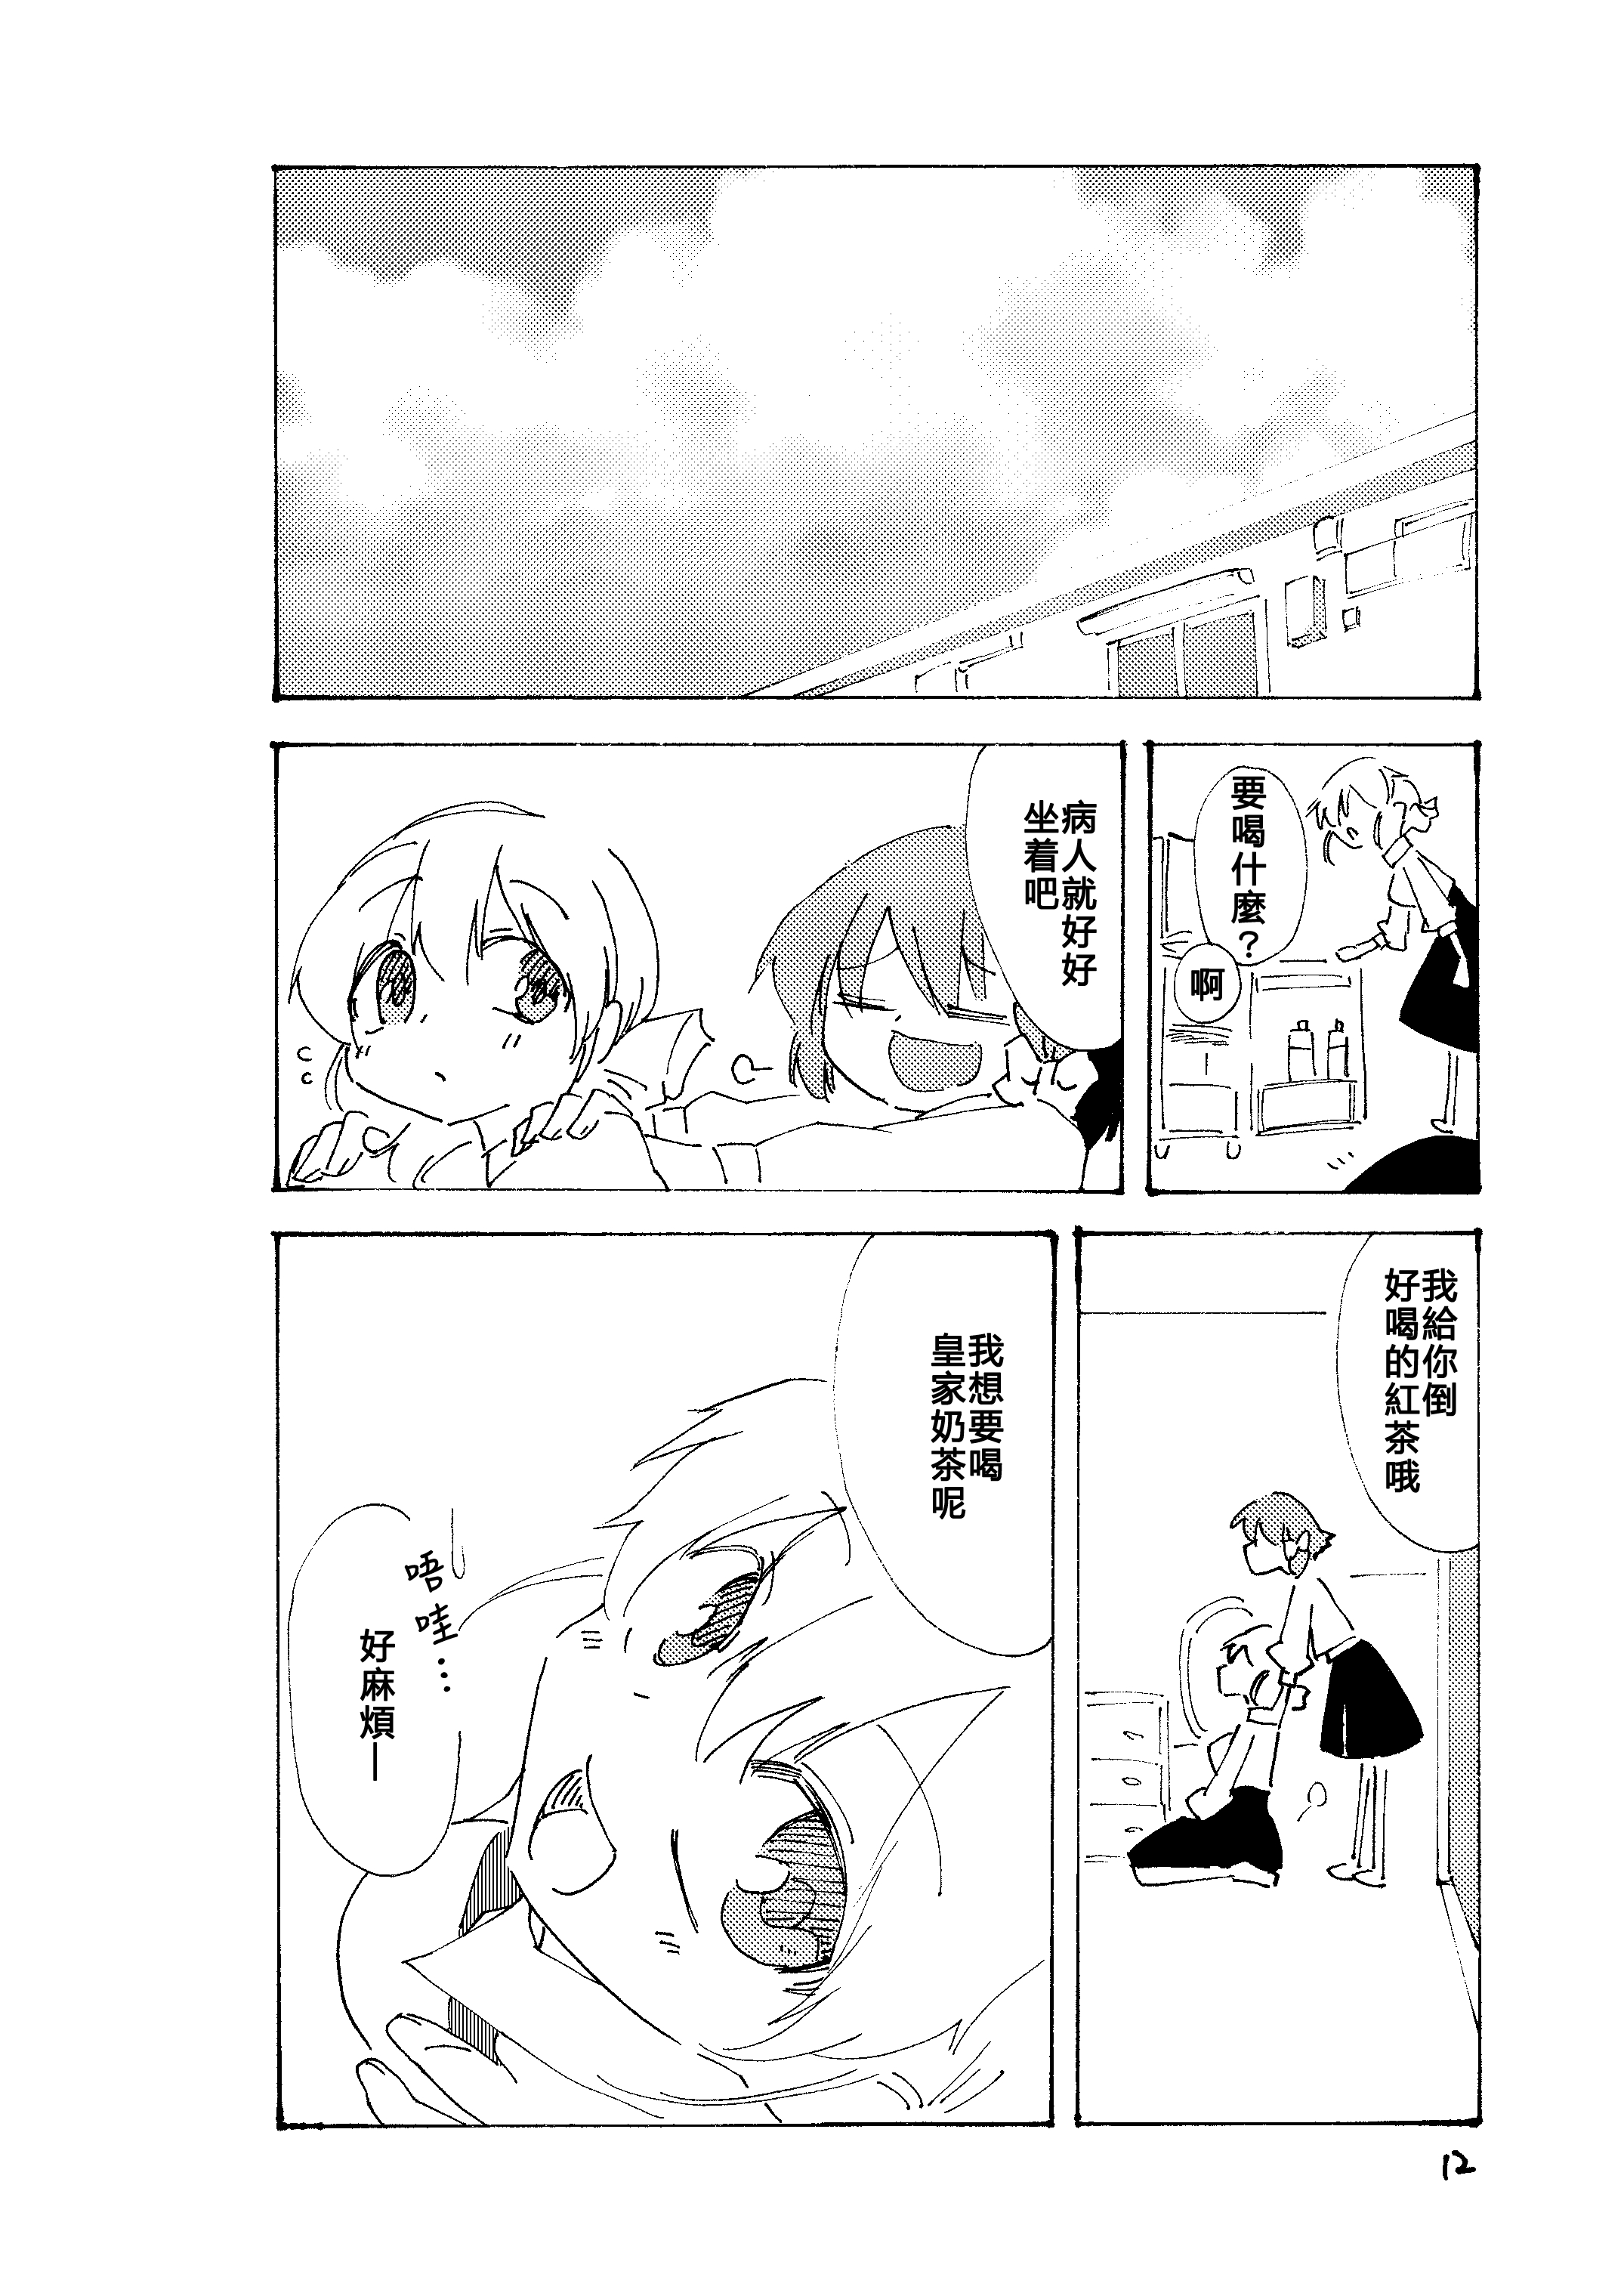 要喝什麼？
啊
病人就好好
坐着吧
我給你倒
好喝的紅茶哦
我想要喝
皇家奶茶呢
唔哇…
好麻煩—
12